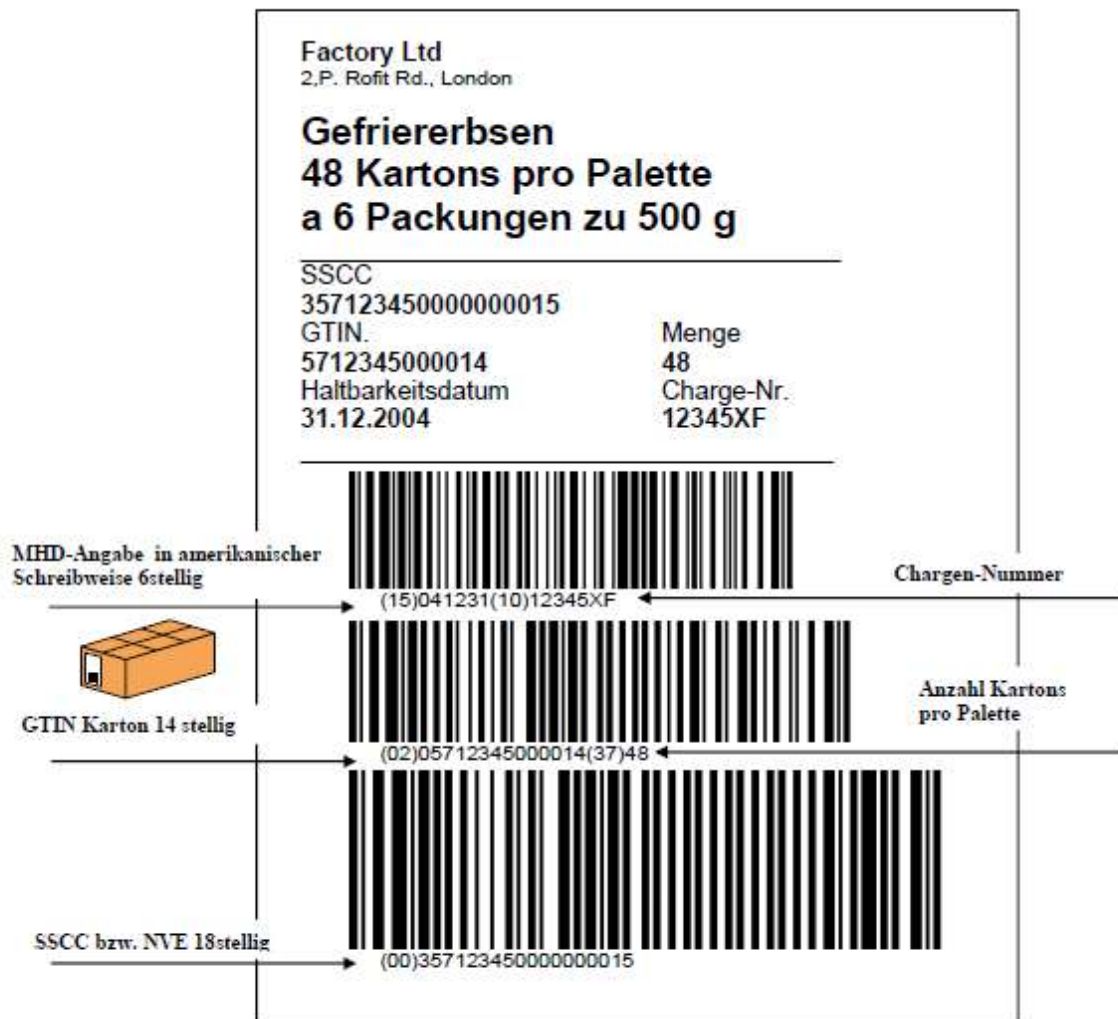 Factory Ltd
2,P. Rofit Rd., London
Gefriererbsen
48 Kartons pro Palette
a 6 Packungen zu 500 g
SSCC
357123450000000015
GTIN. Menge
5712345000014 48
Haltbarkeitsdatum Charge-Nr.
31.12.2004 12345XF
MHD-Angabe in amerikanischer
Schreibweise 6stellig
Chargen-Nummer
(15)041231(10)12345XF
Anzahl Kartons
pro Palette
GTIN Karton 14 stellig
(02)05712345000014(37)48
SSCC bzw. NVE 18stellig
(00)357123450000000015